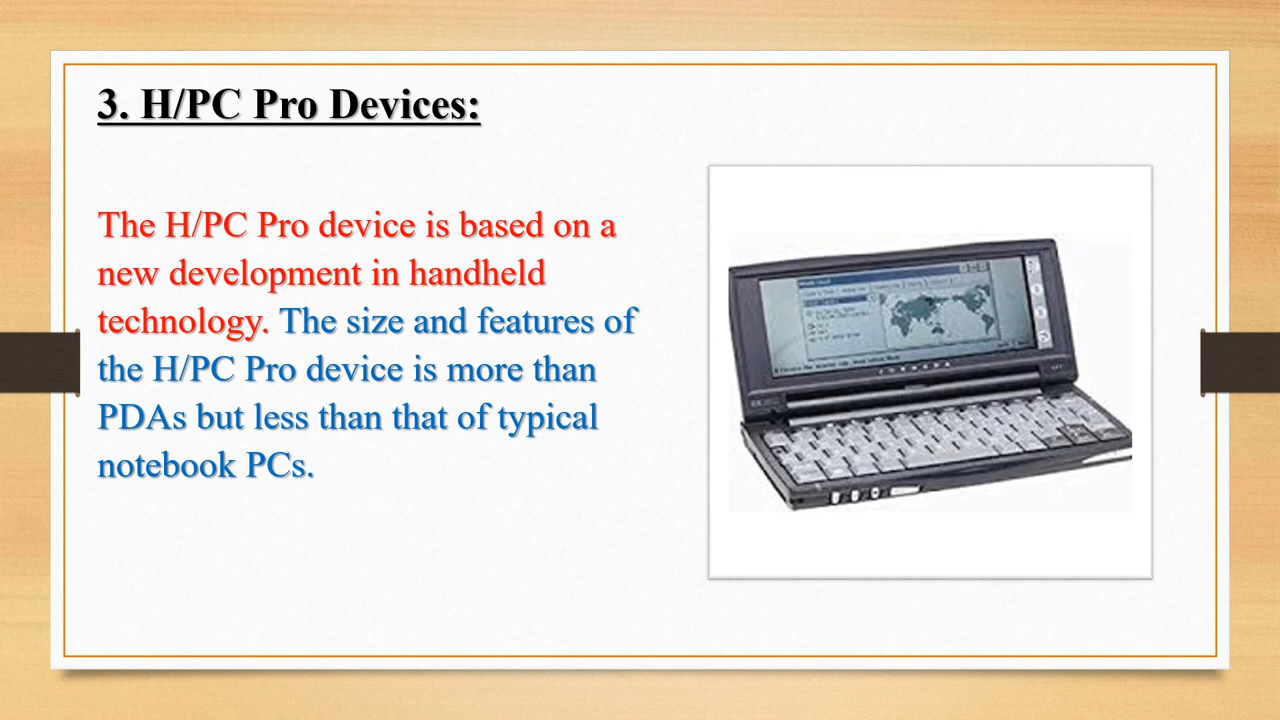 3. H/PC Pro Devices:
The H/PC Pro device is based on a
new development in handheld
technology. The size and features of
the H/PC Pro device is more than
PDAs but less than that of typical
notebook PCs.